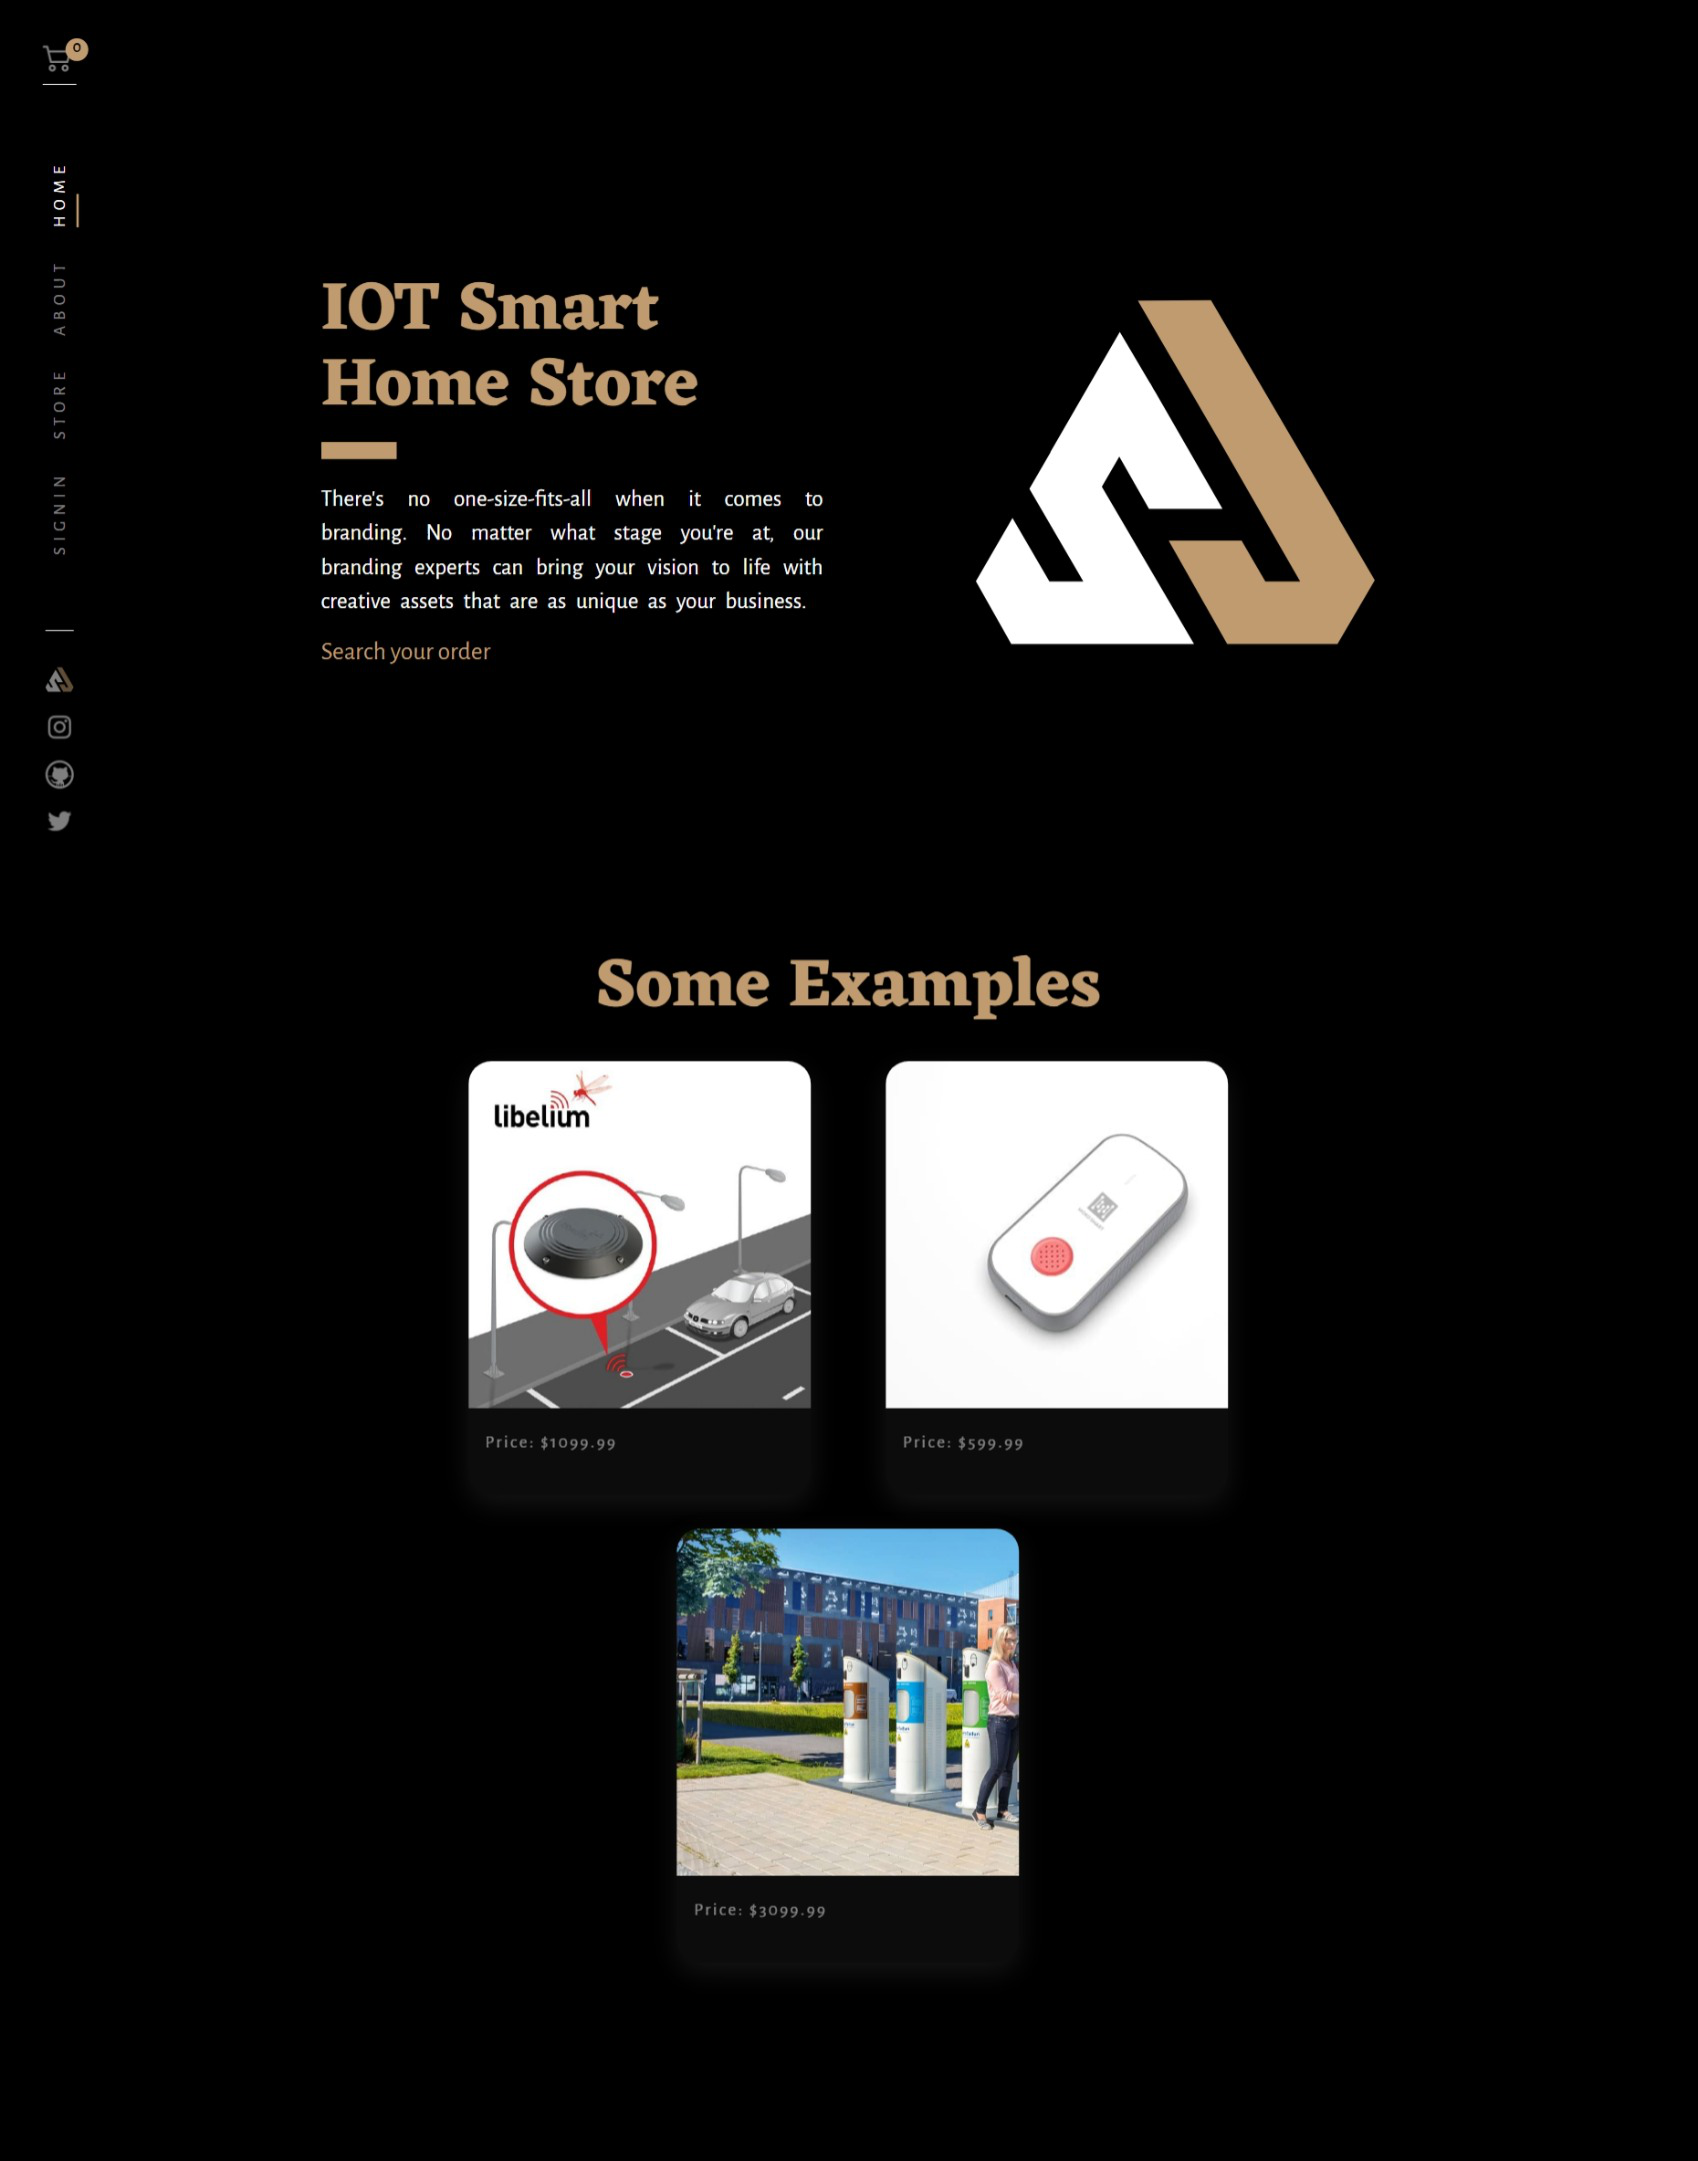 0
HOME
ABOUT
STORE
SIGNIN
IOT Smart
Home Store
There's no one-size-fits-all when it comes to
branding. No matter what stage you're at, our
branding experts can bring your vision to life with
creative assets that are as unique as your business.
Search your order
Some Examples
libelium
Price: $1099.99
Price: $599.99
Price: $3099.99